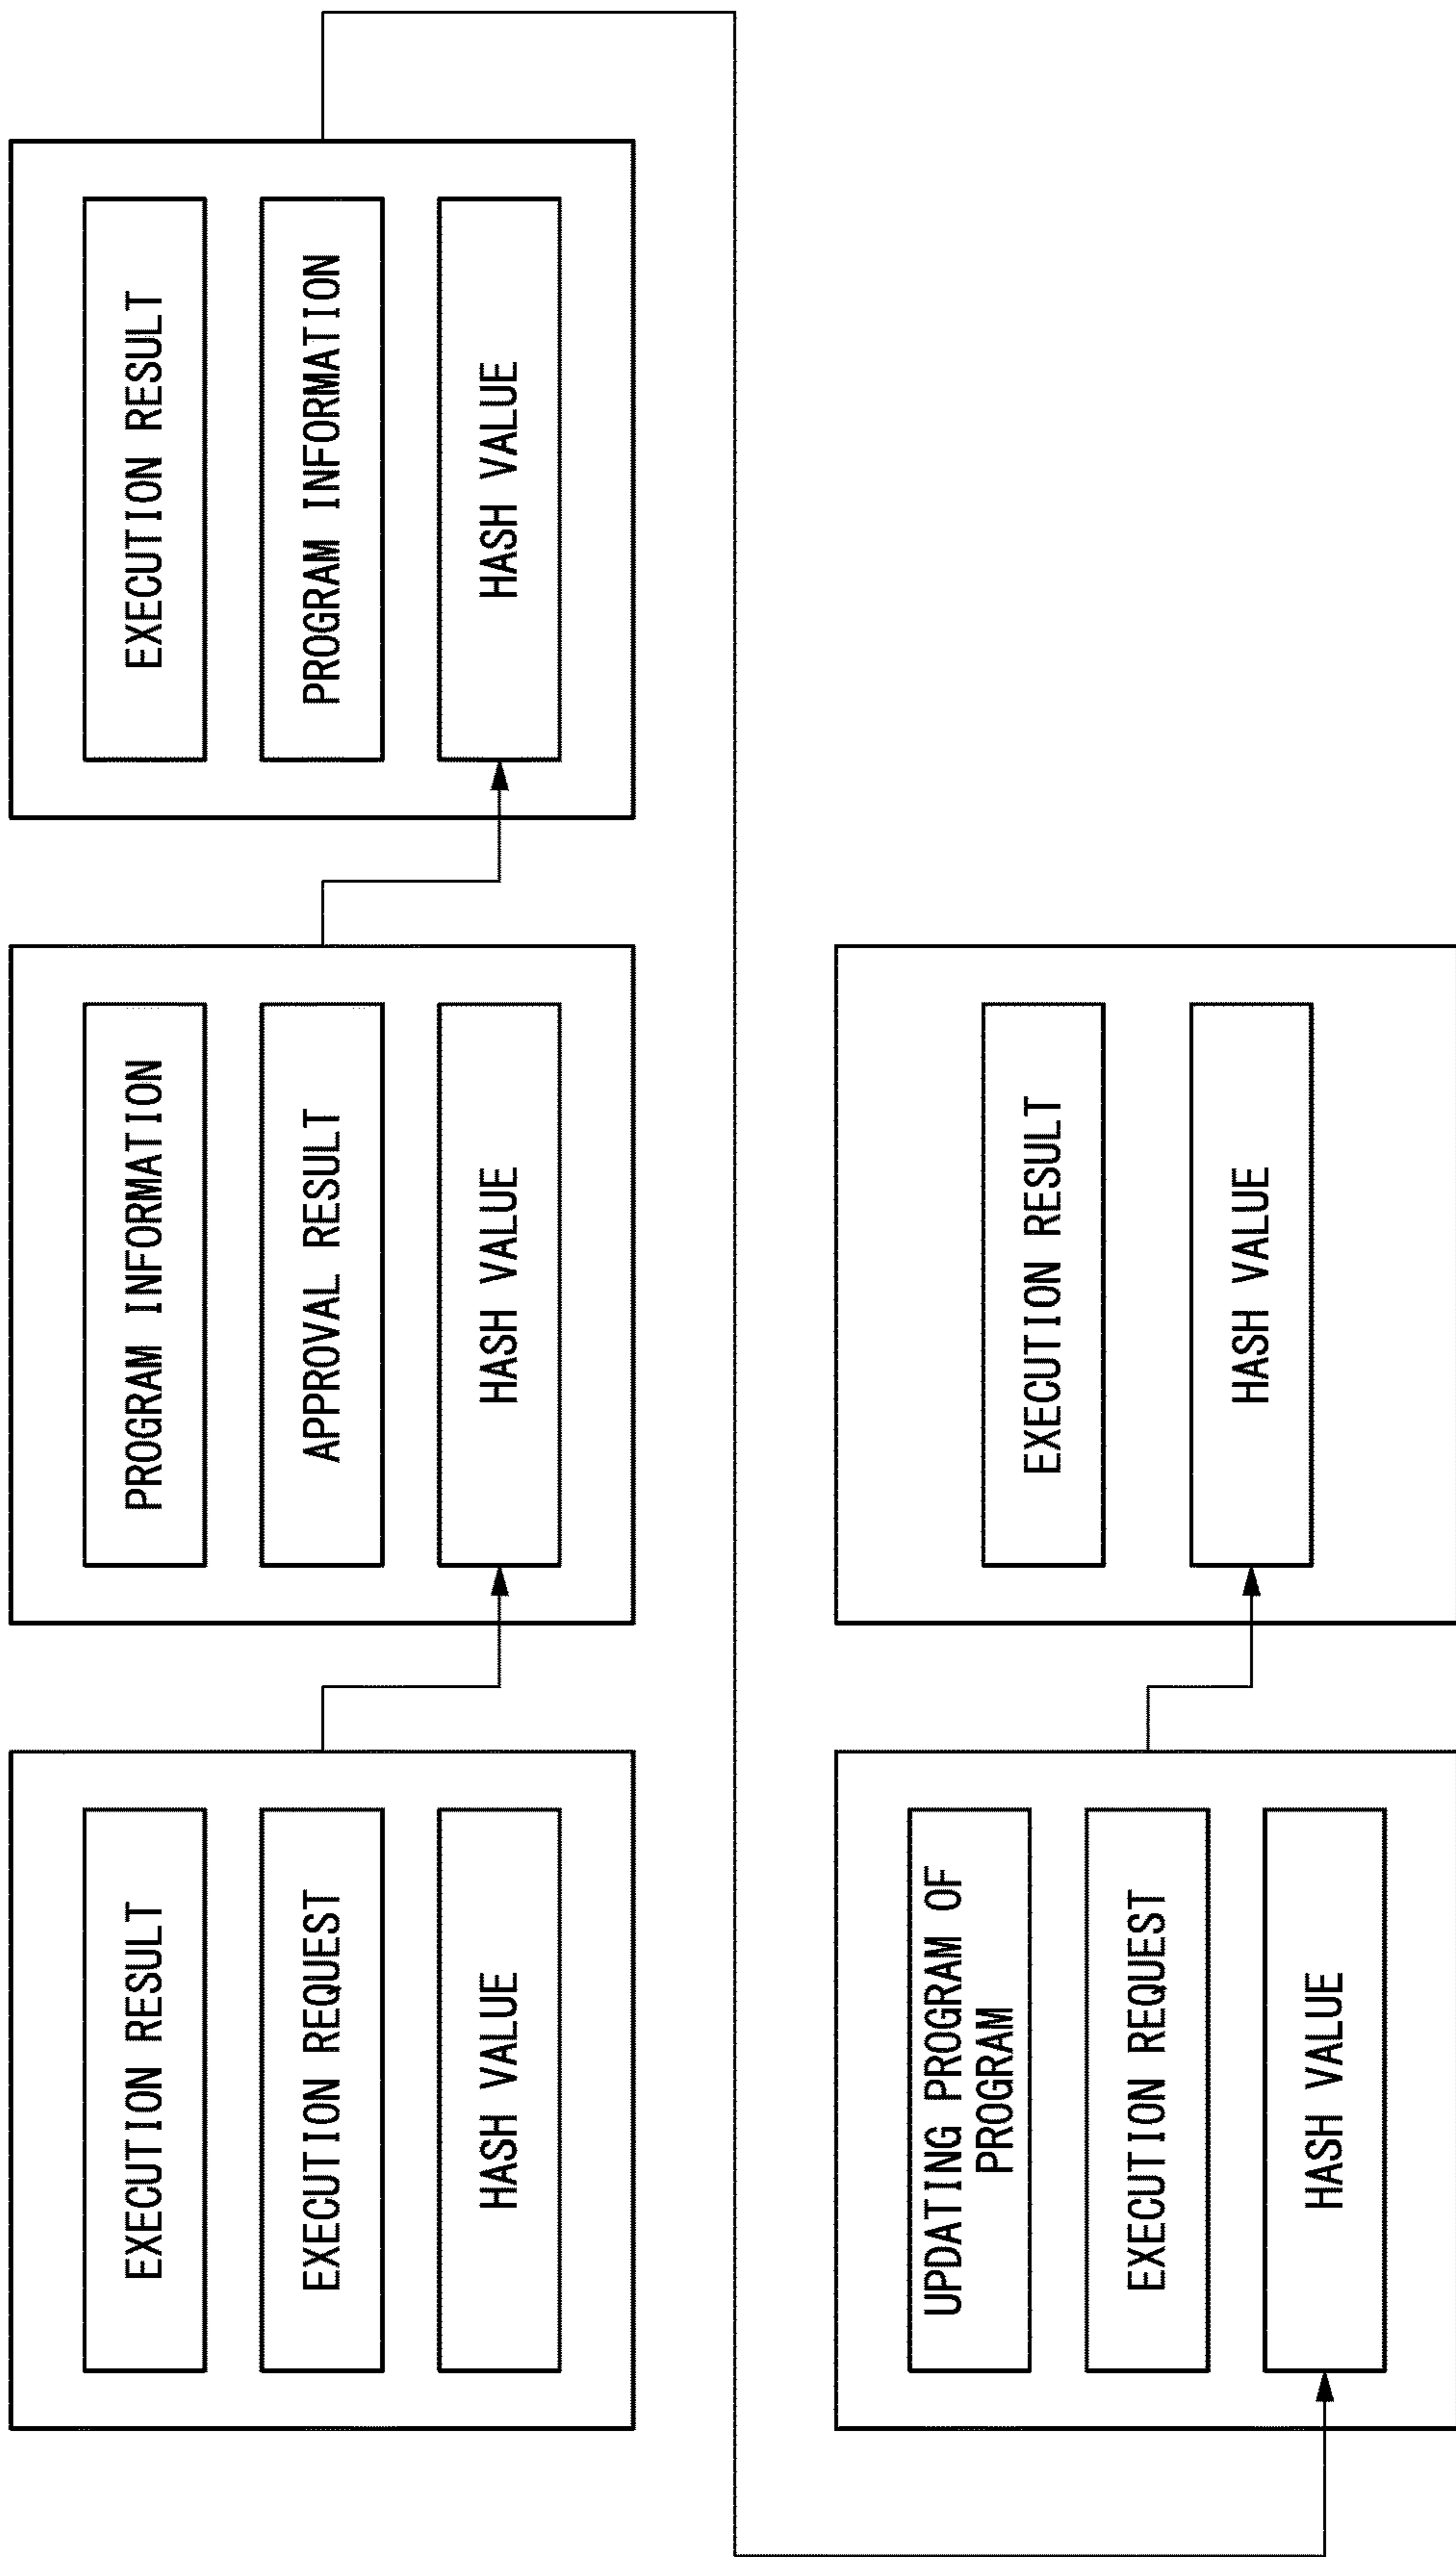 EXECUTION RESULT
EXECUTION REQUEST
HASH VALUE
PROGRAM INFORMATION
APPROVAL RESULT
HASH VALUE
EXECUTION RESULT
PROGRAM INFORMATION
HASH VALUE
UPDATING PROGRAM OF
PROGRAM
EXECUTION REQUEST
HASH VALUE
EXECUTION RESULT
HASH VALUE